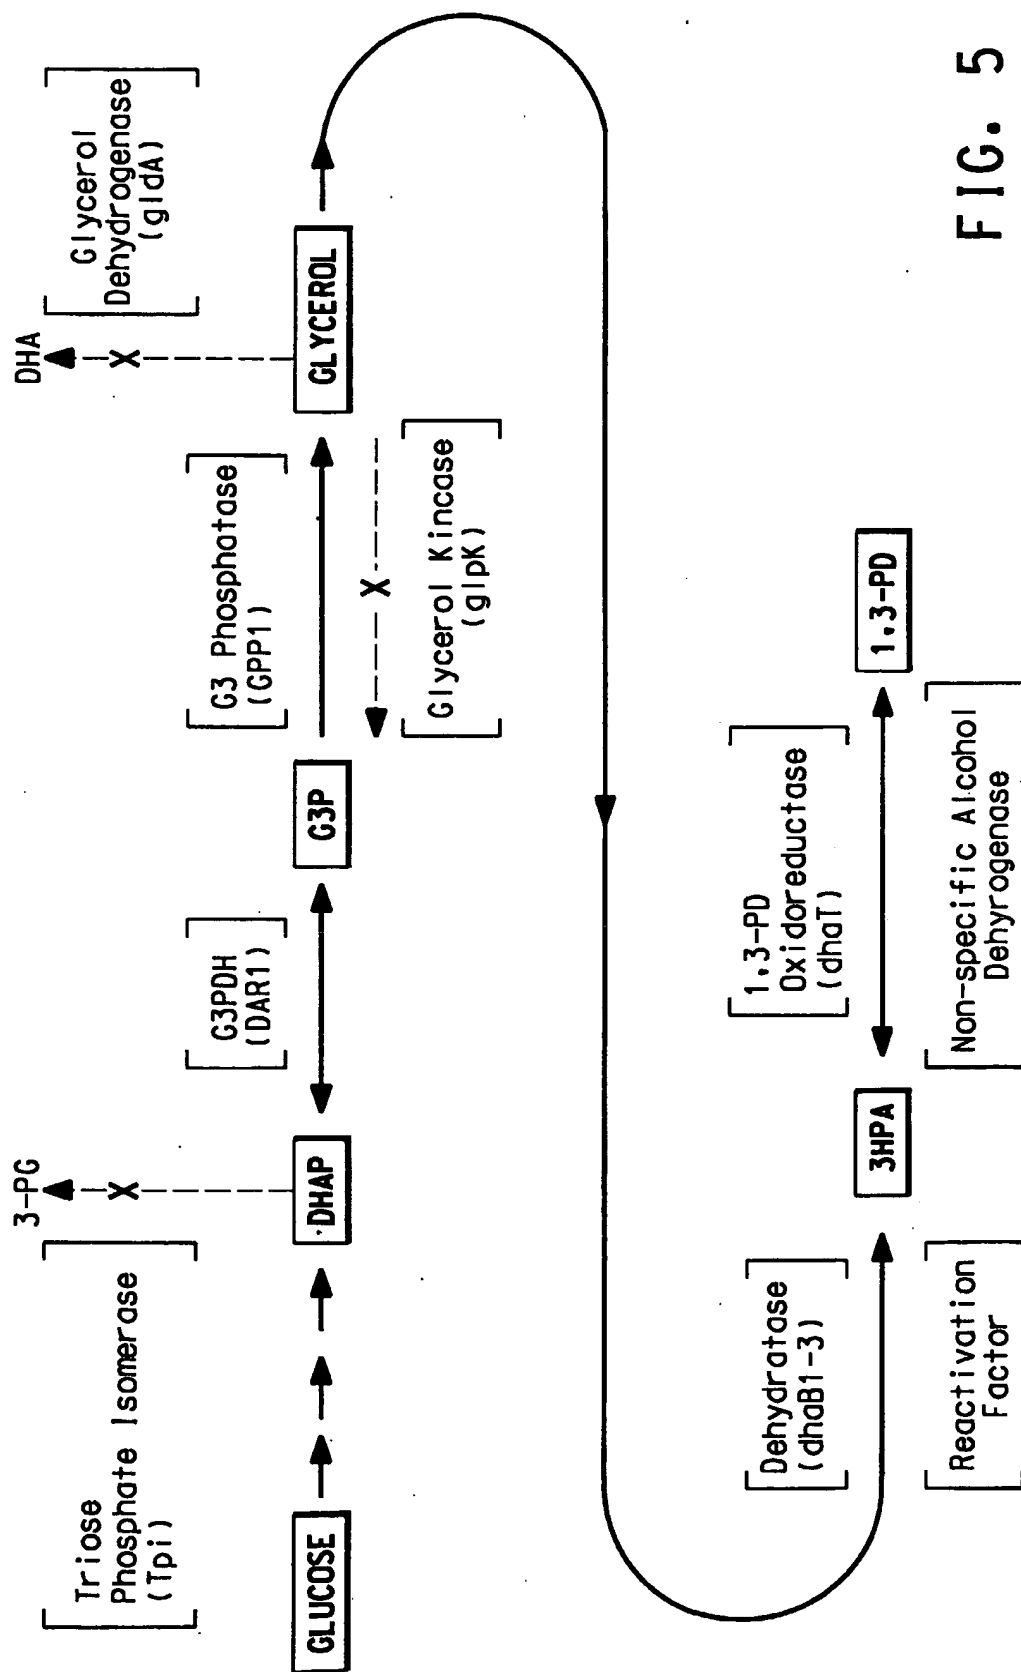 Triose
Phosphate Isomerase
(Tpi)
3-PG
DHA
Glycerol
Dehydrogenase
(gldA)
G3PDH
(DAR1)
G3 Phosphatase
(GPP1)
GLUCOSE
DHAP
G3P
GLYCEROL
X
X
X
Glycerol Kincase
(glpK)
Dehydratase
(dhaB1-3)
1,3-PD
Oxidoreductase
(dhaT)
3HPA
1,3-PD
Reactivation
Factor
Non-specific Alcohol
Dehyrogenase
FIG. 5